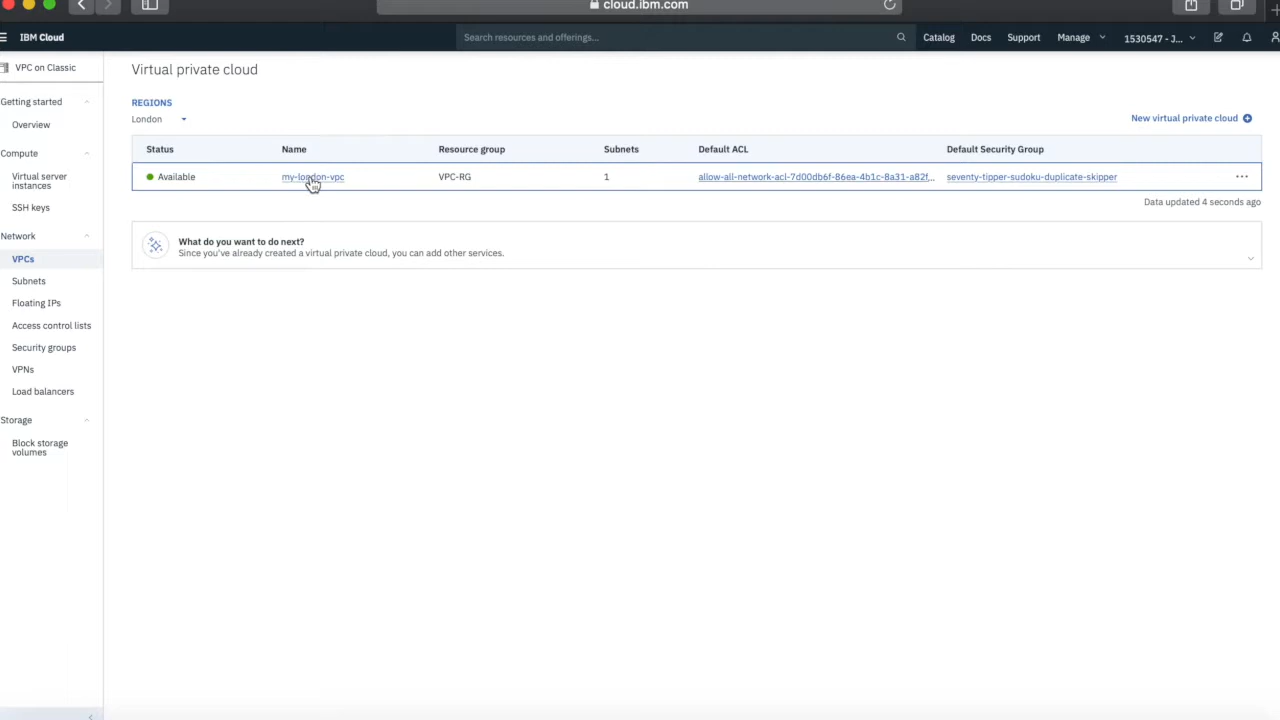 cloud.ibm.com
IBM Cloud
Search resources and offerings...
Catalog
Docs
Support
Manage
1530547 - J...
VPC on Classic
Getting started
Overview
Compute
Virtual server
instances
SSH keys
Network
VPCs
Subnets
Floating IPs
Access control lists
Security groups
VPNs
Load balancers
Storage
Block storage
volumes
Virtual private cloud
REGIONS
London
New virtual private cloud
Status Name Resource group Subnets Default ACL Default Security Group
Available my-london-vpc VPC-RG 1 allow-all-network-acl-7d00db6f-86ea-4b1c-8a31-a82f,... seventy-tipper-sudoku-duplicate-skipper
Data updated 4 seconds ago
What do you want to do next?
Since you've already created a virtual private cloud, you can add other services.